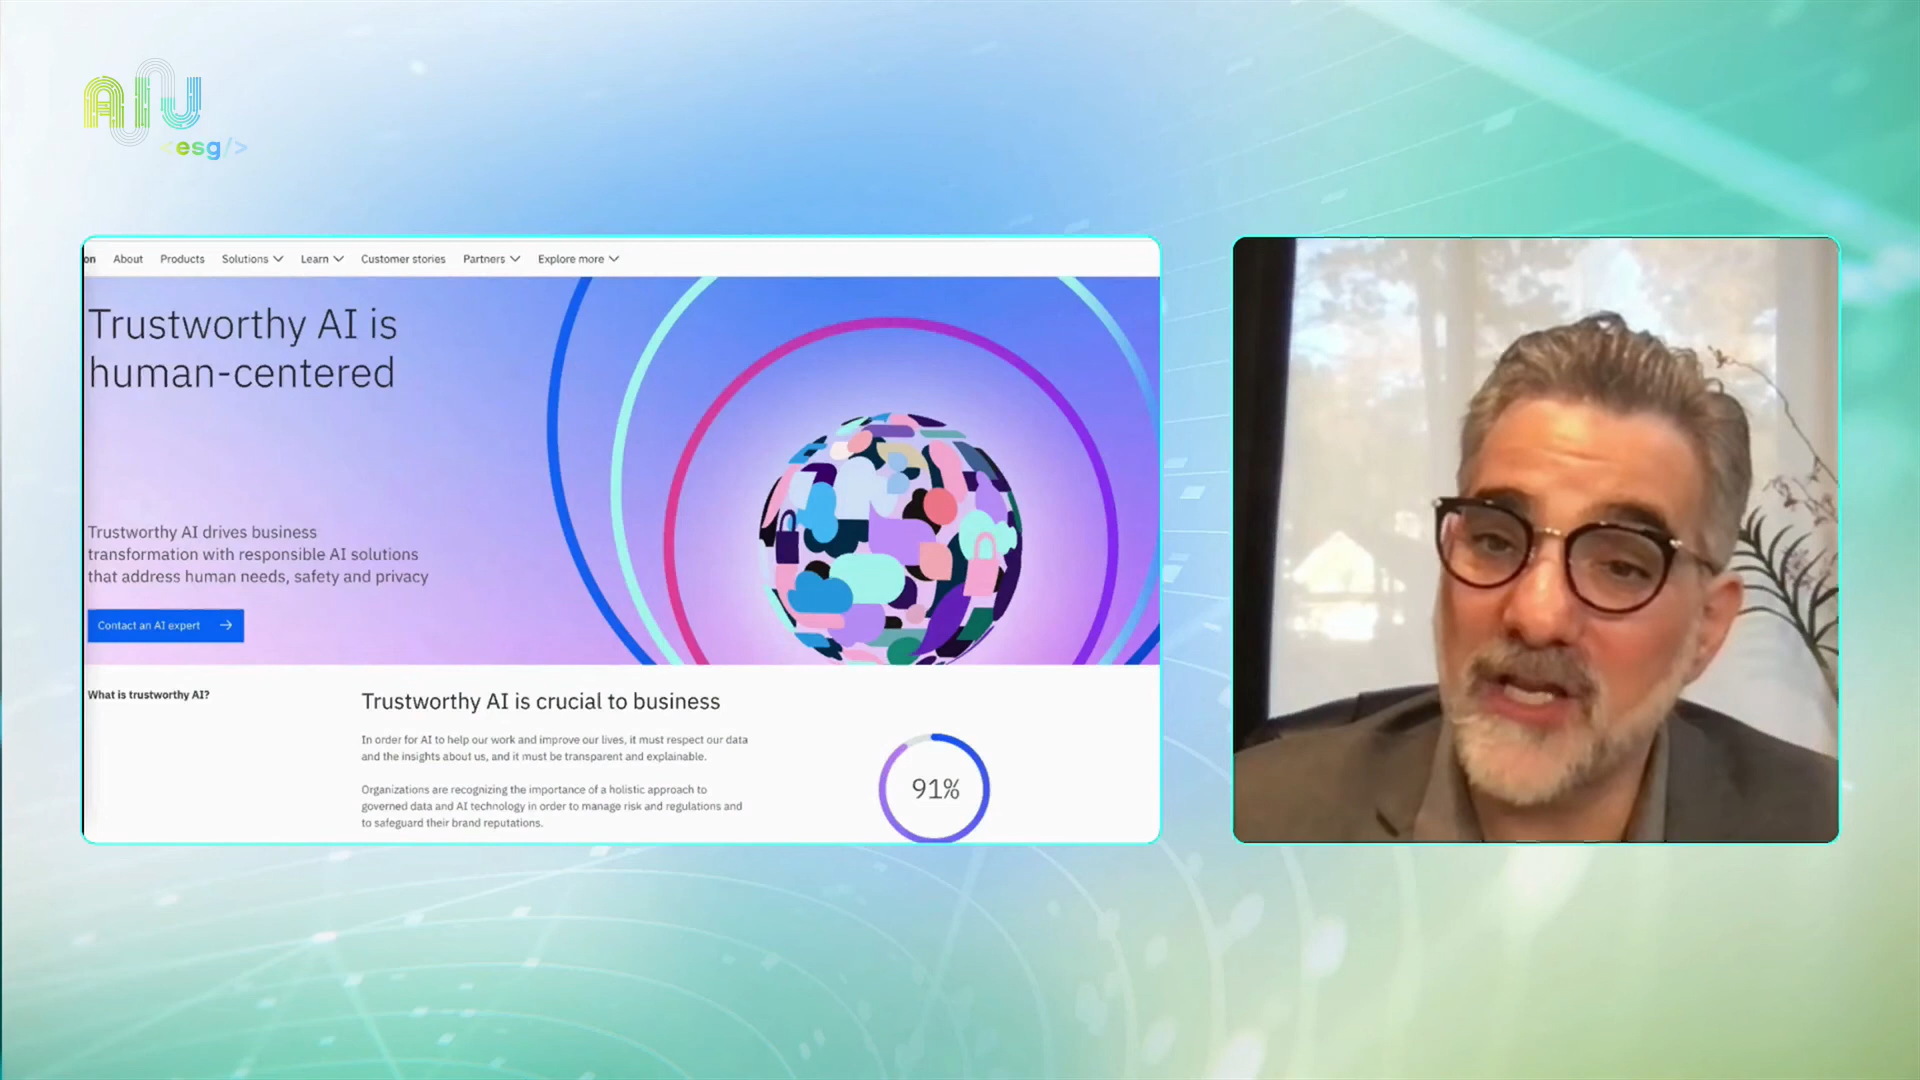 AI4U
<esg/>
on About Products Solutions Learn Customer stories Partners Explore more
Trustworthy AI is
human-centered
Trustworthy AI drives business
transformation with responsible AI solutions
that address human needs, safety and privacy
Contact an AI expert
What is trustworthy AI?
Trustworthy AI is crucial to business
In order for AI to help our work and improve our lives, it must respect our data
and the insights about us, and it must be transparent and explainable.
Organizations are recognizing the importance of a holistic approach to
governed data and AI technology in order to manage risk and regulations and
to safeguard their brand reputations.
91%